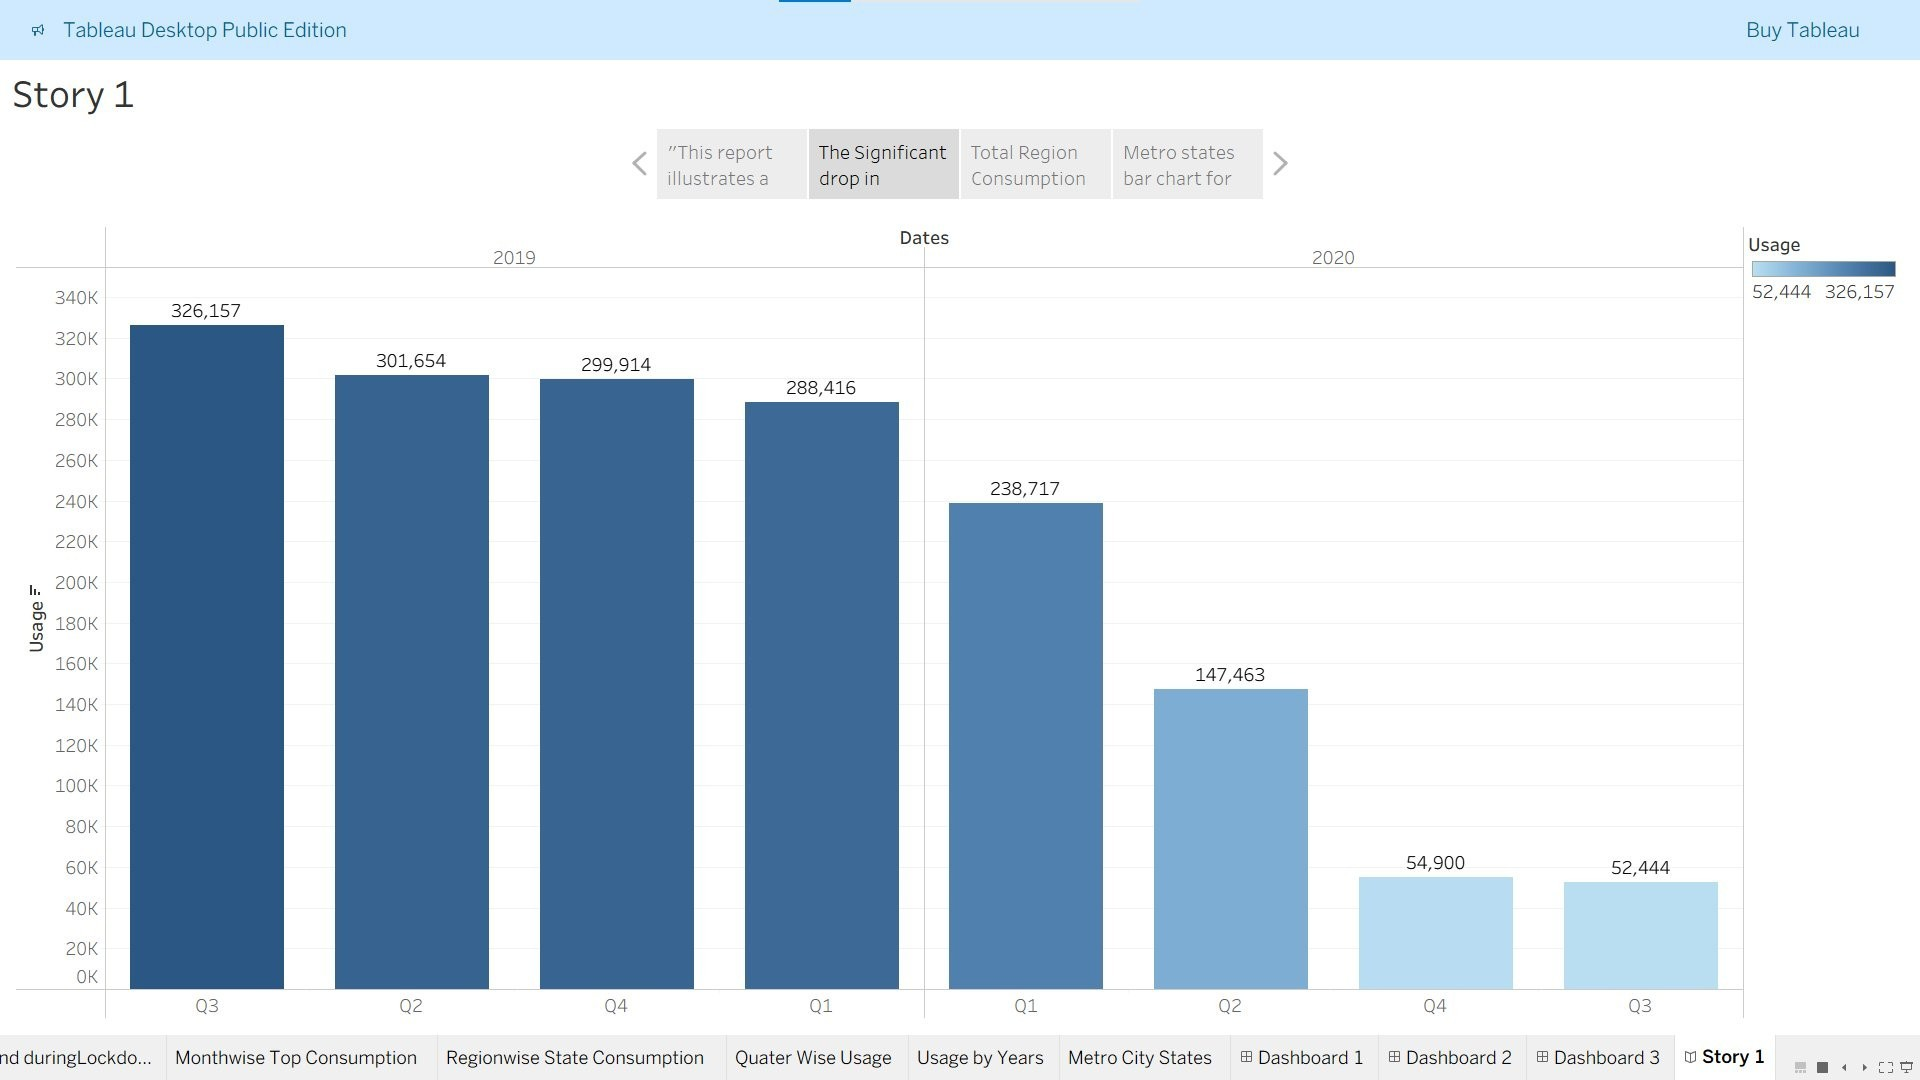 Tableau Desktop Public Edition
Buy Tableau
Story 1
"This report
illustrates a
The Significant
drop in
Total Region
Consumption
Metro states
bar chart for
Dates
2019
2020
Usage
52,444 326,157
340K
320K
300K
280K
260K
240K
220K
200K
180K
160K
140K
120K
100K
80K
60K
40K
20K
0K
Usage
326,157
301,654
299,914
288,416
238,717
147,463
54,900
52,444
Q3
Q2
Q4
Q1
Q1
Q2
Q4
Q3
nd duringLockdo...
Monthwise Top Consumption
Regionwise State Consumption
Quater Wise Usage
Usage by Years
Metro City States
Dashboard 1
Dashboard 2
Dashboard 3
Story 1